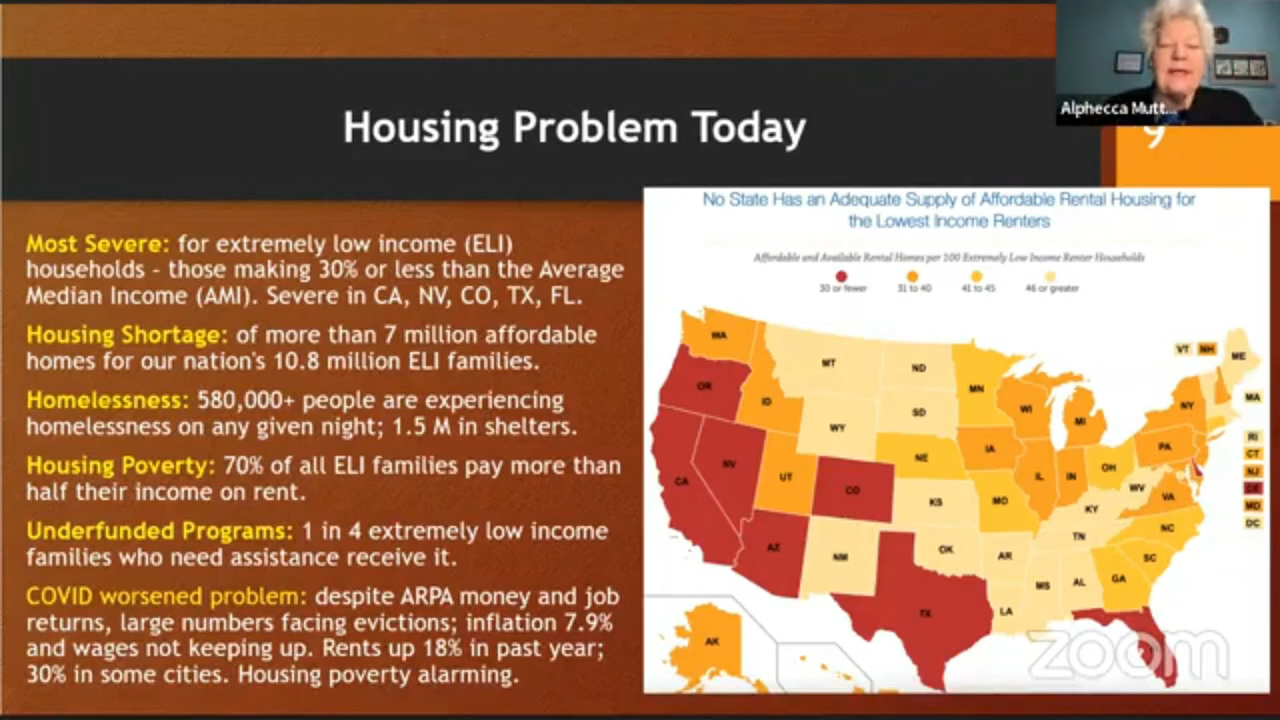 Housing Problem Today
Alphecca Mutt...
9
Most Severe: for extremely low income (ELI)
households - those making 30% or less than the Average
Median Income (AMI). Severe in CA, NV, CO, TX, FL.
Housing Shortage: of more than 7 million affordable
homes for our nation's 10.8 million ELI families.
Homelessness: 580,000+ people are experiencing
homelessness on any given night; 1.5 M in shelters.
Housing Poverty: 70% of all ELI families pay more than
half their income on rent.
Underfunded Programs: 1 in 4 extremely low income
families who need assistance receive it.
COVID worsened problem: despite ARPA money and job
returns, large numbers facing evictions; inflation 7.9%
and wages not keeping up. Rents up 18% in past year;
30% in some cities. Housing poverty alarming.
No State Has an Adequate Supply of Affordable Rental Housing for
the Lowest Income Renters
Affordable and Available Rental Homes per 100 Extremely Low Income Renter Households
30 or fewer 31 to 40 41 to 45 46 or greater
WA
MT
ND
MN
VT NH
ME
OR
ID
SD
WI
MI
NY
MA
WY
IA
PA
RI
CT
NJ
DE
MD
DC
NV
UT
CA
CO
NE
KS
MO
IL
IN
OH
WV
VA
KY
NC
TN
SC
AZ
NM
OK
AR
MS
AL
GA
TX
LA
AK
zoom